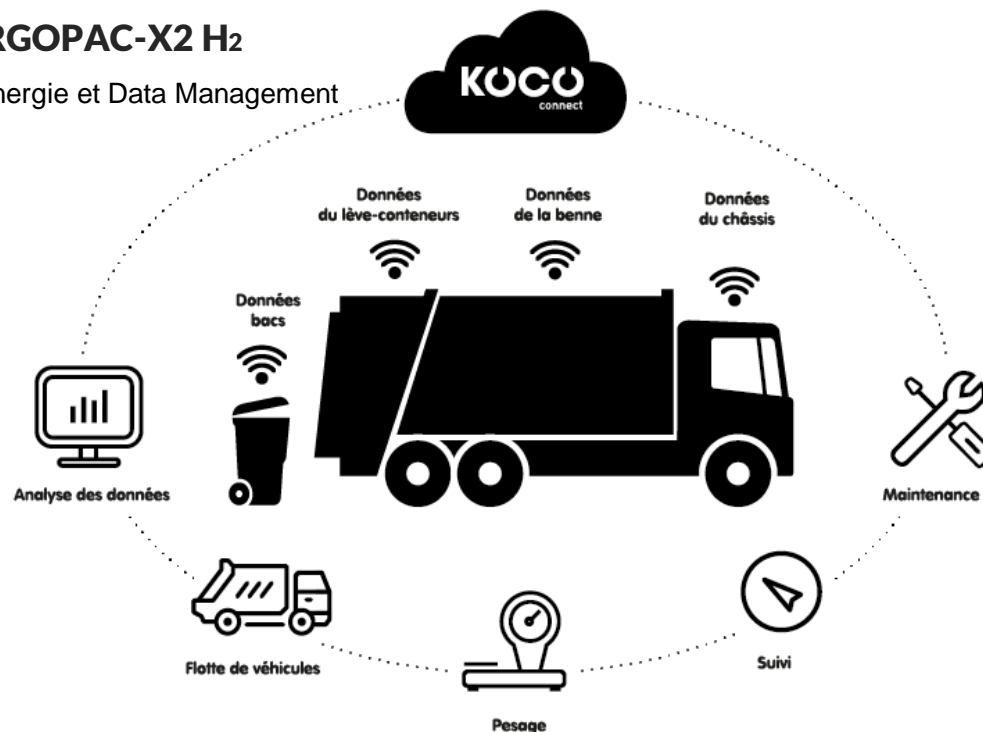 RGOPAC-X2 H₂
nergie et Data Management
KOCO
connect
Données
du lève-conteneurs
Données
de la benne
Données
du châssis
Données
bacs
Analyse des données
Maintenance
Flotte de véhicules
Suivi
Pesage